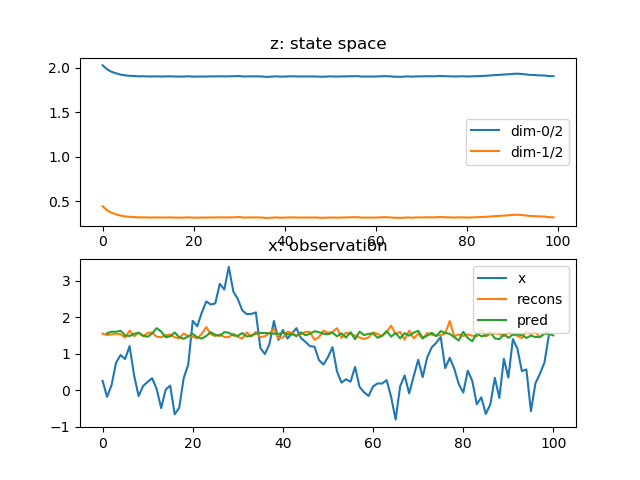 z: state space
2.0
1.5
1.0
0.5
dim-0/2
dim-1/2
0 20 40 60 80 100
x: observation
3
2
1
0
−1
x
recons
pred
0 20 40 60 80 100